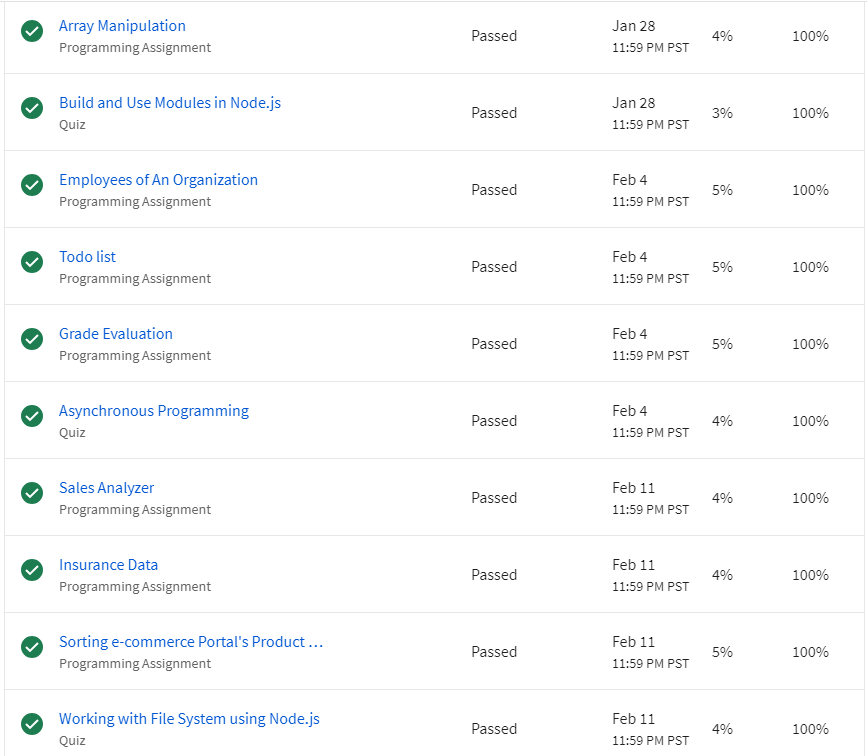 Array Manipulation
Programming Assignment
Passed
Jan 28
11:59 PM PST
4%
100%
Build and Use Modules in Node.js
Quiz
Passed
Jan 28
11:59 PM PST
3%
100%
Employees of An Organization
Programming Assignment
Passed
Feb 4
11:59 PM PST
5%
100%
Todo list
Programming Assignment
Passed
Feb 4
11:59 PM PST
5%
100%
Grade Evaluation
Programming Assignment
Passed
Feb 4
11:59 PM PST
5%
100%
Asynchronous Programming
Quiz
Passed
Feb 4
11:59 PM PST
4%
100%
Sales Analyzer
Programming Assignment
Passed
Feb 11
11:59 PM PST
4%
100%
Insurance Data
Programming Assignment
Passed
Feb 11
11:59 PM PST
4%
100%
Sorting e-commerce Portal's Product …
Programming Assignment
Passed
Feb 11
11:59 PM PST
5%
100%
Working with File System using Node.js
Quiz
Passed
Feb 11
11:59 PM PST
4%
100%